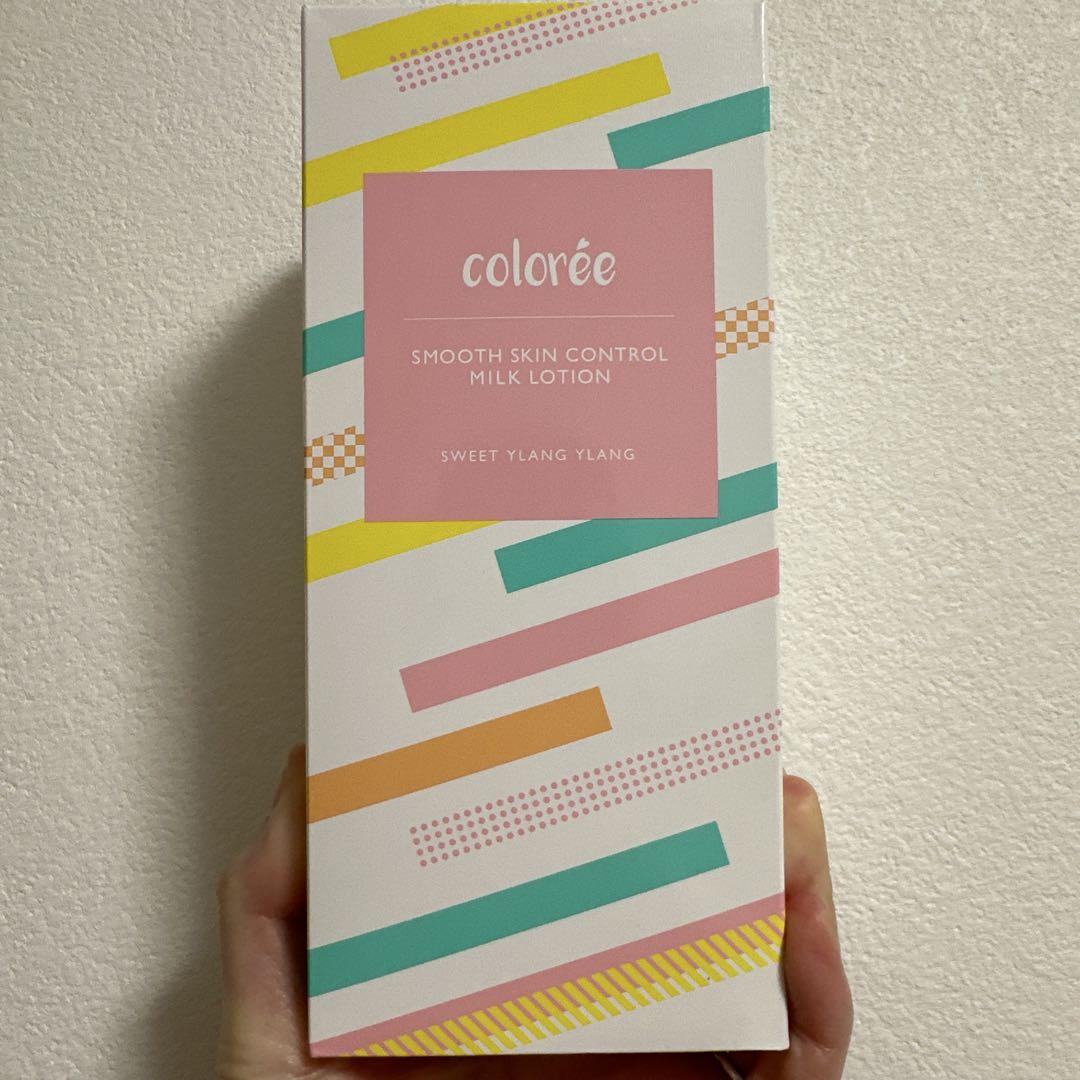 colorée
SMOOTH SKIN CONTROL
MILK LOTION
SWEET YLANG YLANG